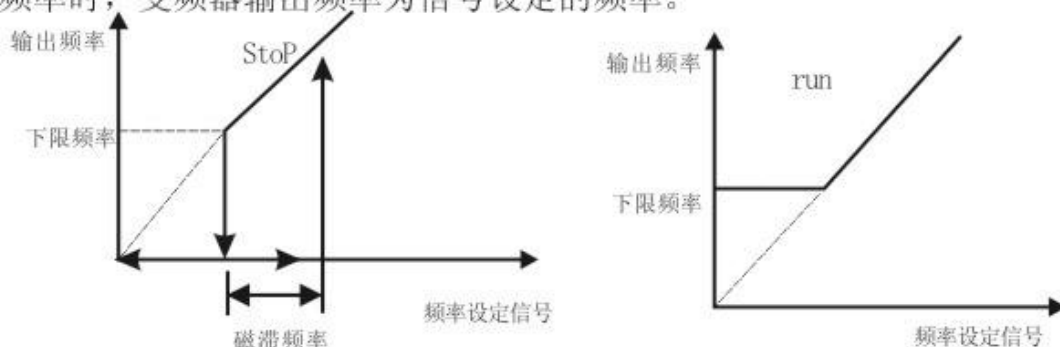 频率时，变频器输出频率为信号设定的频率。
输出频率
StoP
下限频率
频率设定信号
磁滞频率
输出频率
run
下限频率
频率设定信号